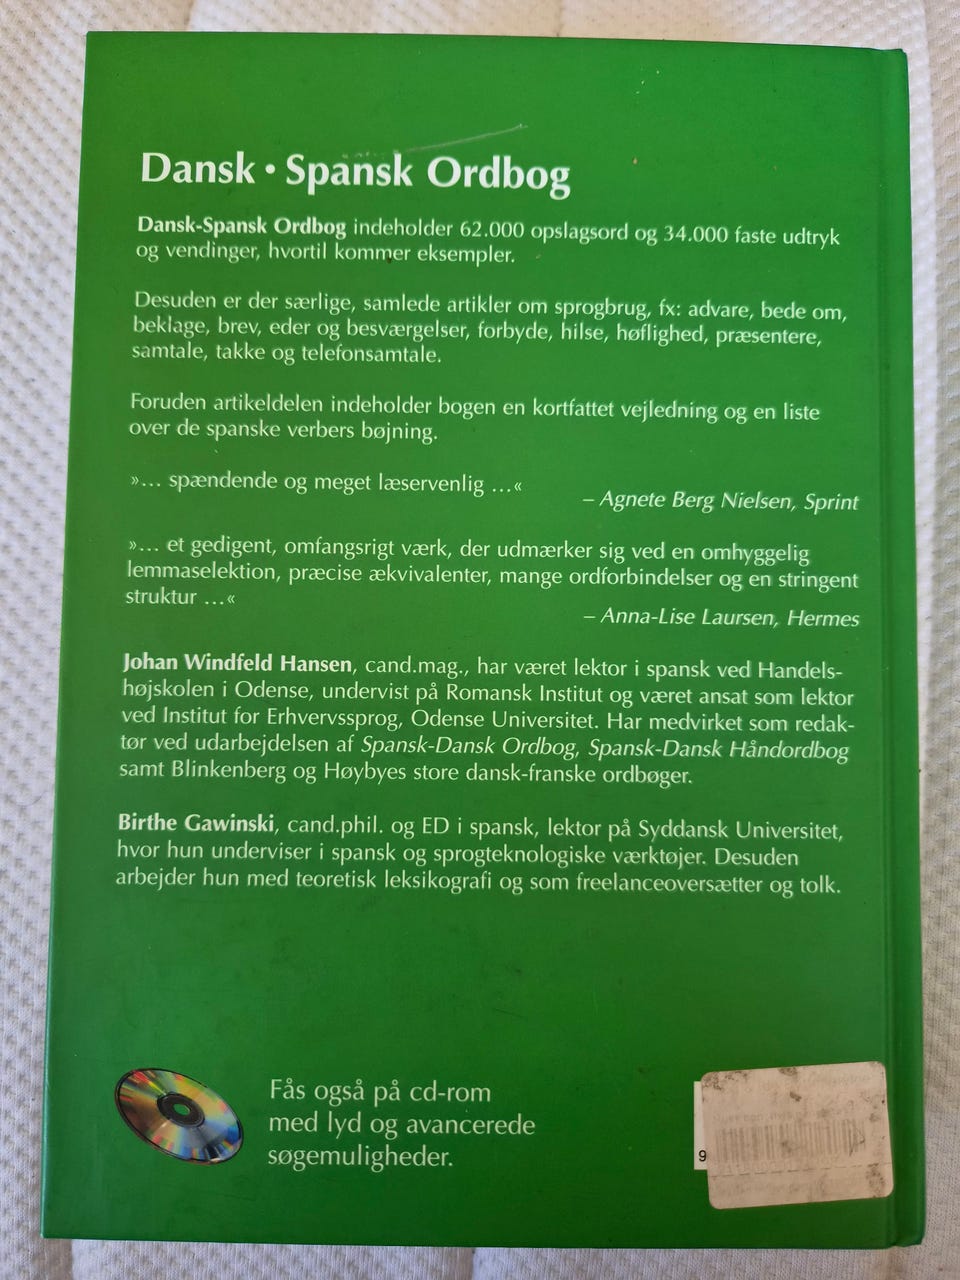 Dansk • Spansk Ordbog
Dansk-Spansk Ordbog indeholder 62.000 opslagsord og 34.000 faste udtryk
og vendinger, hvortil kommer eksempler.
Desuden er der særlige, samlede artikler om sprogbrug, fx: advare, bede om,
beklage, brev, eder og besværgelser, forbyde, hilse, høflighed, præsentere,
samtale, takke og telefonsamtale.
Foruden artikeldelen indeholder bogen en kortfattet vejledning og en liste
over de spanske verbers bøjning.
»... spændende og meget læservenlig ...«
– Agnete Berg Nielsen, Sprint
»... et gedigent, omfangsrigt værk, der udmærker sig ved en omhyggelig
lemmaselektion, præcise ækvivalenter, mange ordforbindelser og en stringent
struktur ...«
– Anna-Lise Laursen, Hermes
Johan Windfeld Hansen, cand.mag., har været lektor i spansk ved Handels-
højskolen i Odense, undervist på Romansk Institut og været ansat som lektor
ved Institut for Erhvervssprog, Odense Universitet. Har medvirket som redak-
tør ved udarbejdelsen af Spansk-Dansk Ordbog, Spansk-Dansk Håndordbog
samt Blinkenberg og Høybyes store dansk-franske ordbøger.
Birthe Gawinski, cand.phil. og ED i spansk, lektor på Syddansk Universitet,
hvor hun underviser i spansk og sprogteknologiske værktøjer. Desuden
arbejder hun med teoretisk leksikografi og som freelanceoversætter og tolk.
Fås også på cd-rom
med lyd og avancerede
søgemuligheder.
9